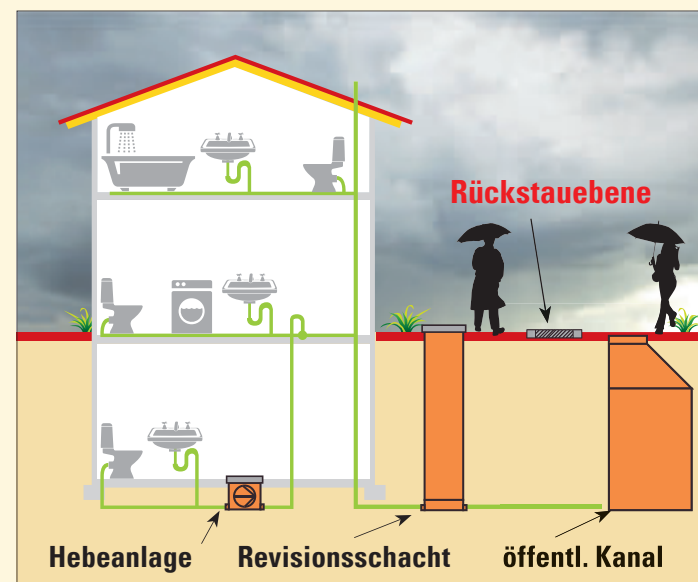 Rückstauebene
Hebeanlage
Revisionsschacht
öffentl. Kanal